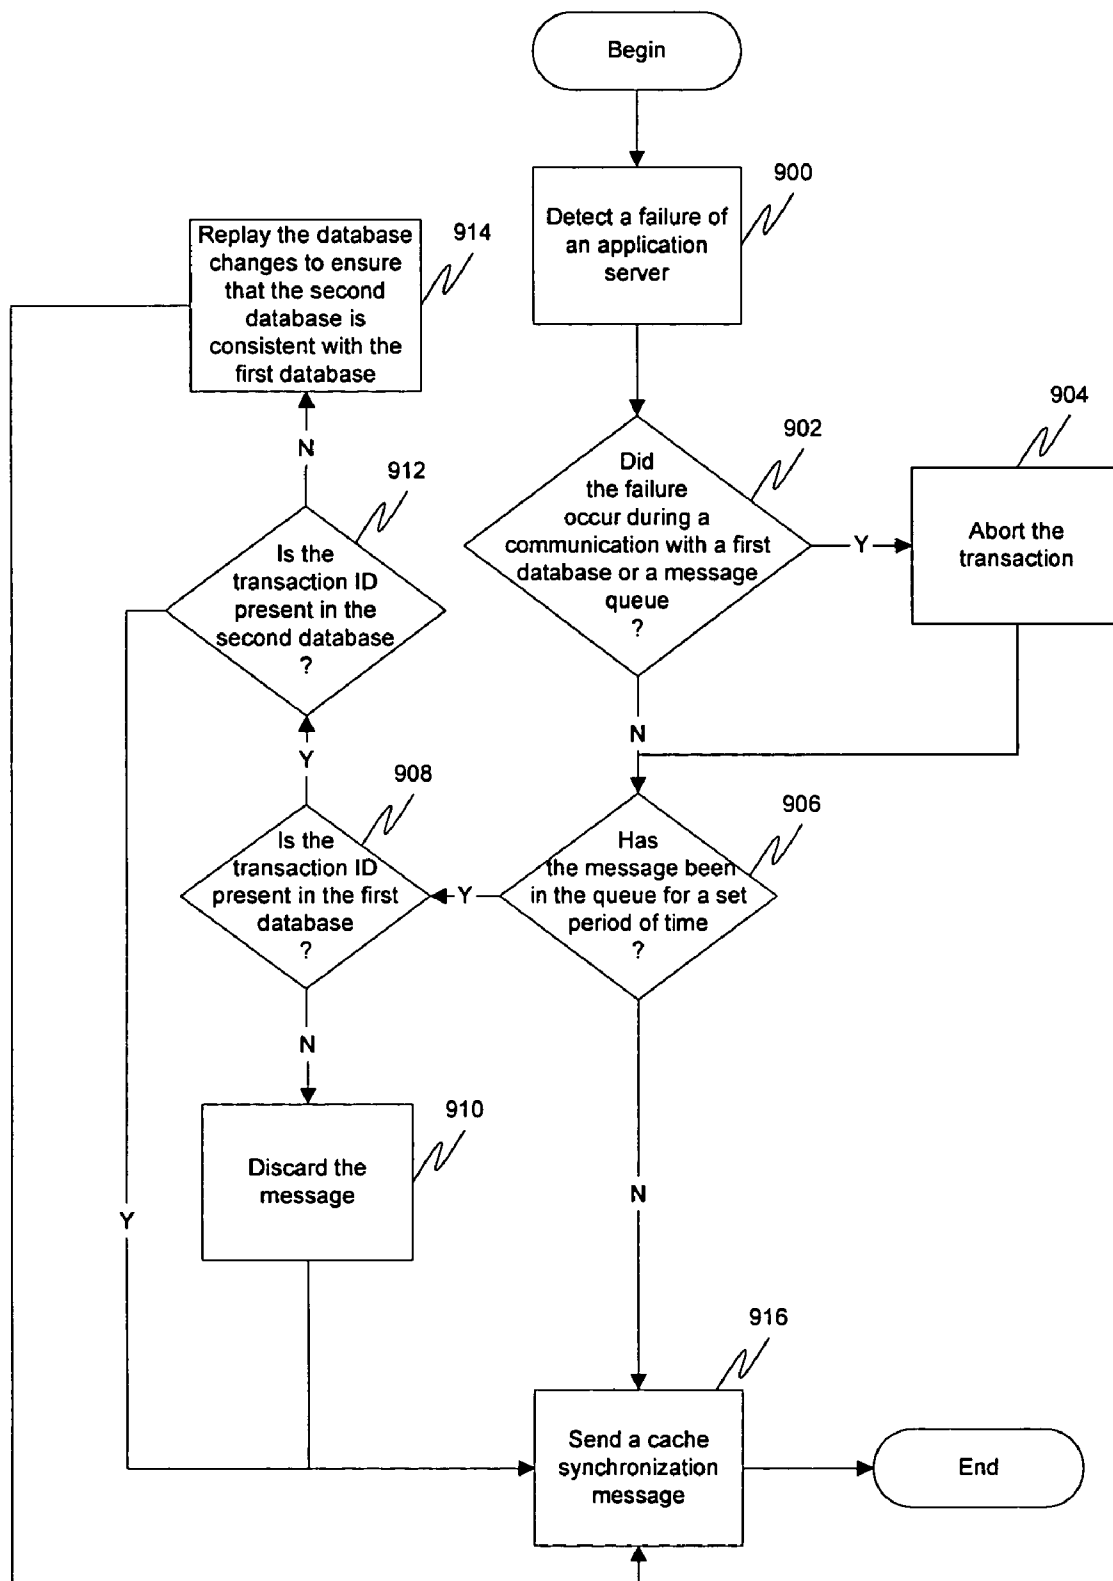 Begin
900
Detect a failure of
an application
server
Replay the database
changes to ensure
that the second
database is
consistent with the
first database
914
902
Did
the failure
occur during a
communication with a first
database or a message
queue
?
Y
904
Abort the
transaction
N
912
Is the
transaction ID
present in the
second database
?
N
Y
908
Is the
transaction ID
present in the first
database
?
Y
906
Has
the message been
in the queue for a set
period of time
?
N
910
Discard the
message
Y
N
916
Send a cache
synchronization
message
End